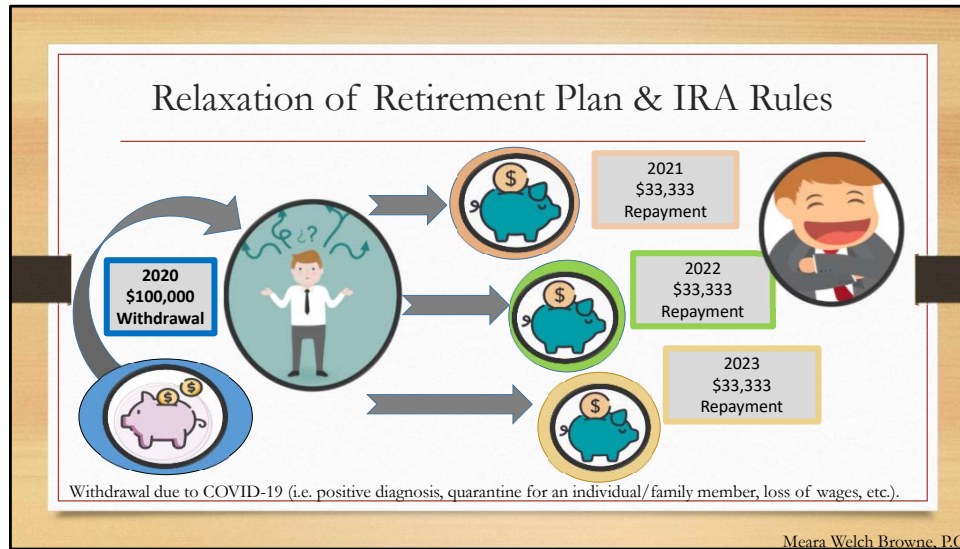 Relaxation of Retirement Plan & IRA Rules
2020
$100,000
Withdrawal
$
$
¿?
$
2021
$33,333
Repayment
$
2022
$33,333
Repayment
$
2023
$33,333
Repayment
Withdrawal due to COVID-19 (i.e. positive diagnosis, quarantine for an individual/family member, loss of wages, etc.).
Meara Welch Browne, P.C